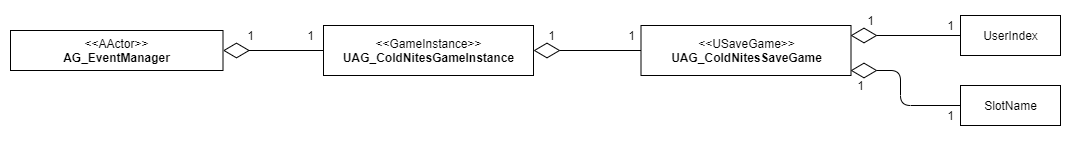 <<AActor>>
AG_EventManager
1
1
<<GameInstance>>
UAG_ColdNitesGameInstance
1
1
<<USaveGame>>
UAG_ColdNitesSaveGame
1
1
UserIndex
1
1
SlotName